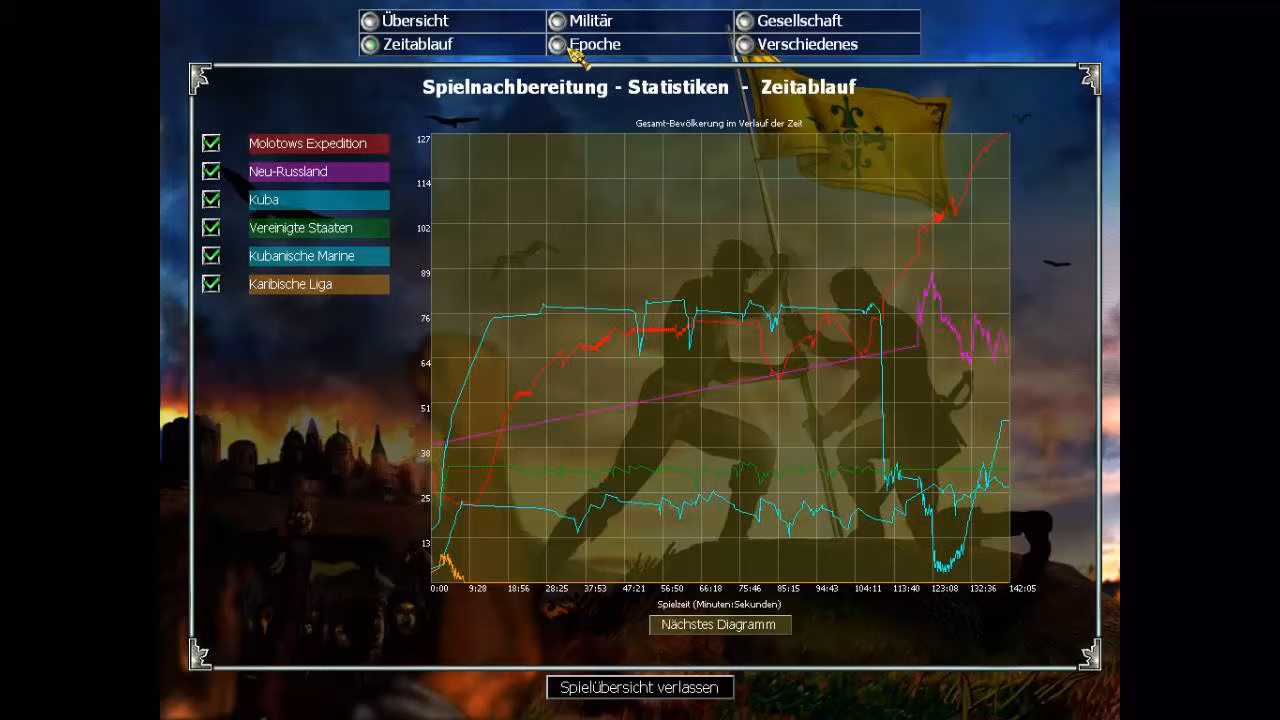 Übersicht
Militär
Gesellschaft
Zeitablauf
Epoche
Verschiedenes
Spielnachbereitung - Statistiken - Zeitablauf
Gesamt-Bevölkerung im Verlauf der Zeit
Molotows Expedition
Neu-Russland
Kuba
Vereinigte Staaten
Kubanische Marine
Karibische Liga
127
114
102
89
76
64
51
38
25
13
0:00 9:28 18:56 28:25 37:53 47:21 56:50 66:18 75:46 85:15 94:43 104:11 113:40 123:08 132:36 142:05
Spielzeit (Minuten:Sekunden)
Nächstes Diagramm
Spielübersicht verlassen